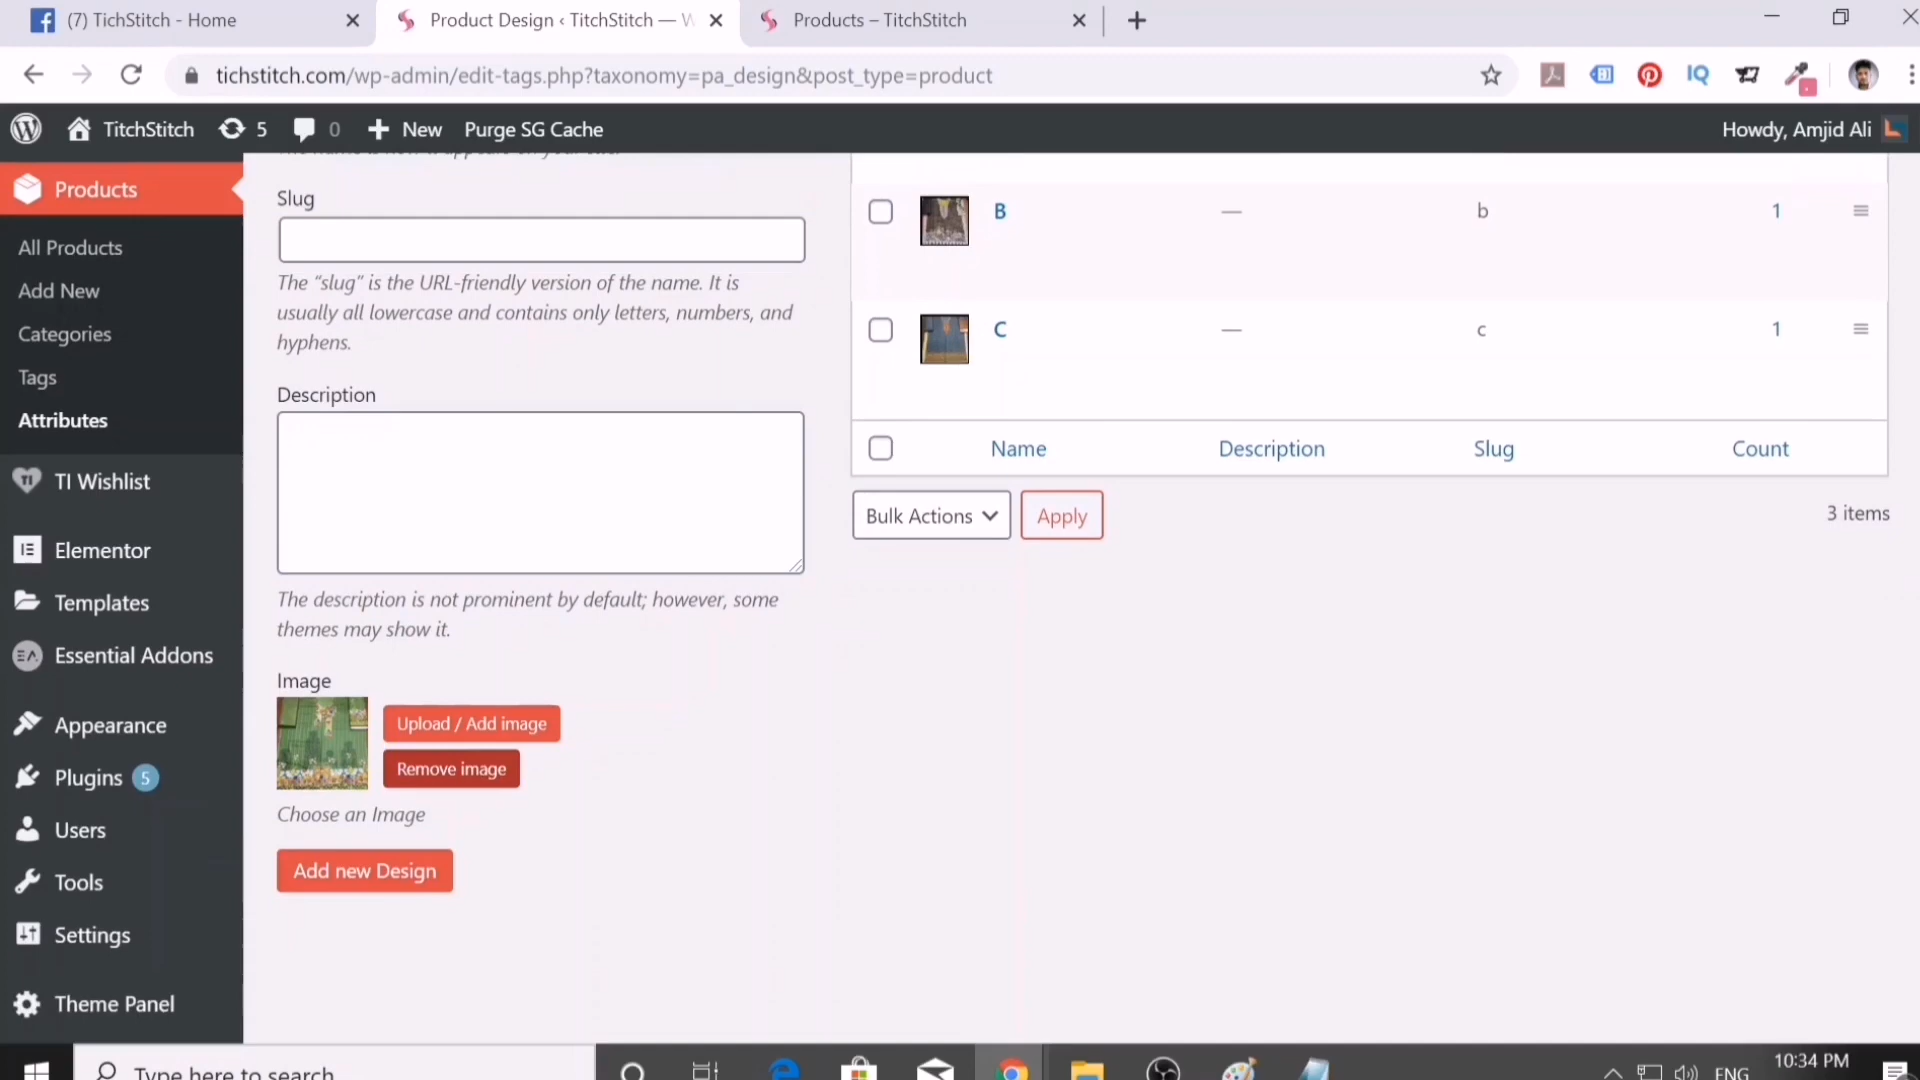 (7) TichStitch - Home
Product Design ‹ TitchStitch — W
Products – TitchStitch
tichstitch.com/wp-admin/edit-tags.php?taxonomy=pa_design&post_type=product
TitchStitch 5 0 New Purge SG Cache
Howdy, Amjid Ali
Products
All Products
Add New
Categories
Tags
Attributes
TI Wishlist
Elementor
Templates
Essential Addons
Appearance
Plugins 5
Users
Tools
Settings
Theme Panel
Slug
The “slug” is the URL-friendly version of the name. It is
usually all lowercase and contains only letters, numbers, and
hyphens.
Description
The description is not prominent by default; however, some
themes may show it.
Image
Upload / Add image
Remove image
Choose an Image
Add new Design
B — b 1
C — c 1
Name Description Slug Count
Bulk Actions Apply
3 items
Type here to search
ENG
10:34 PM